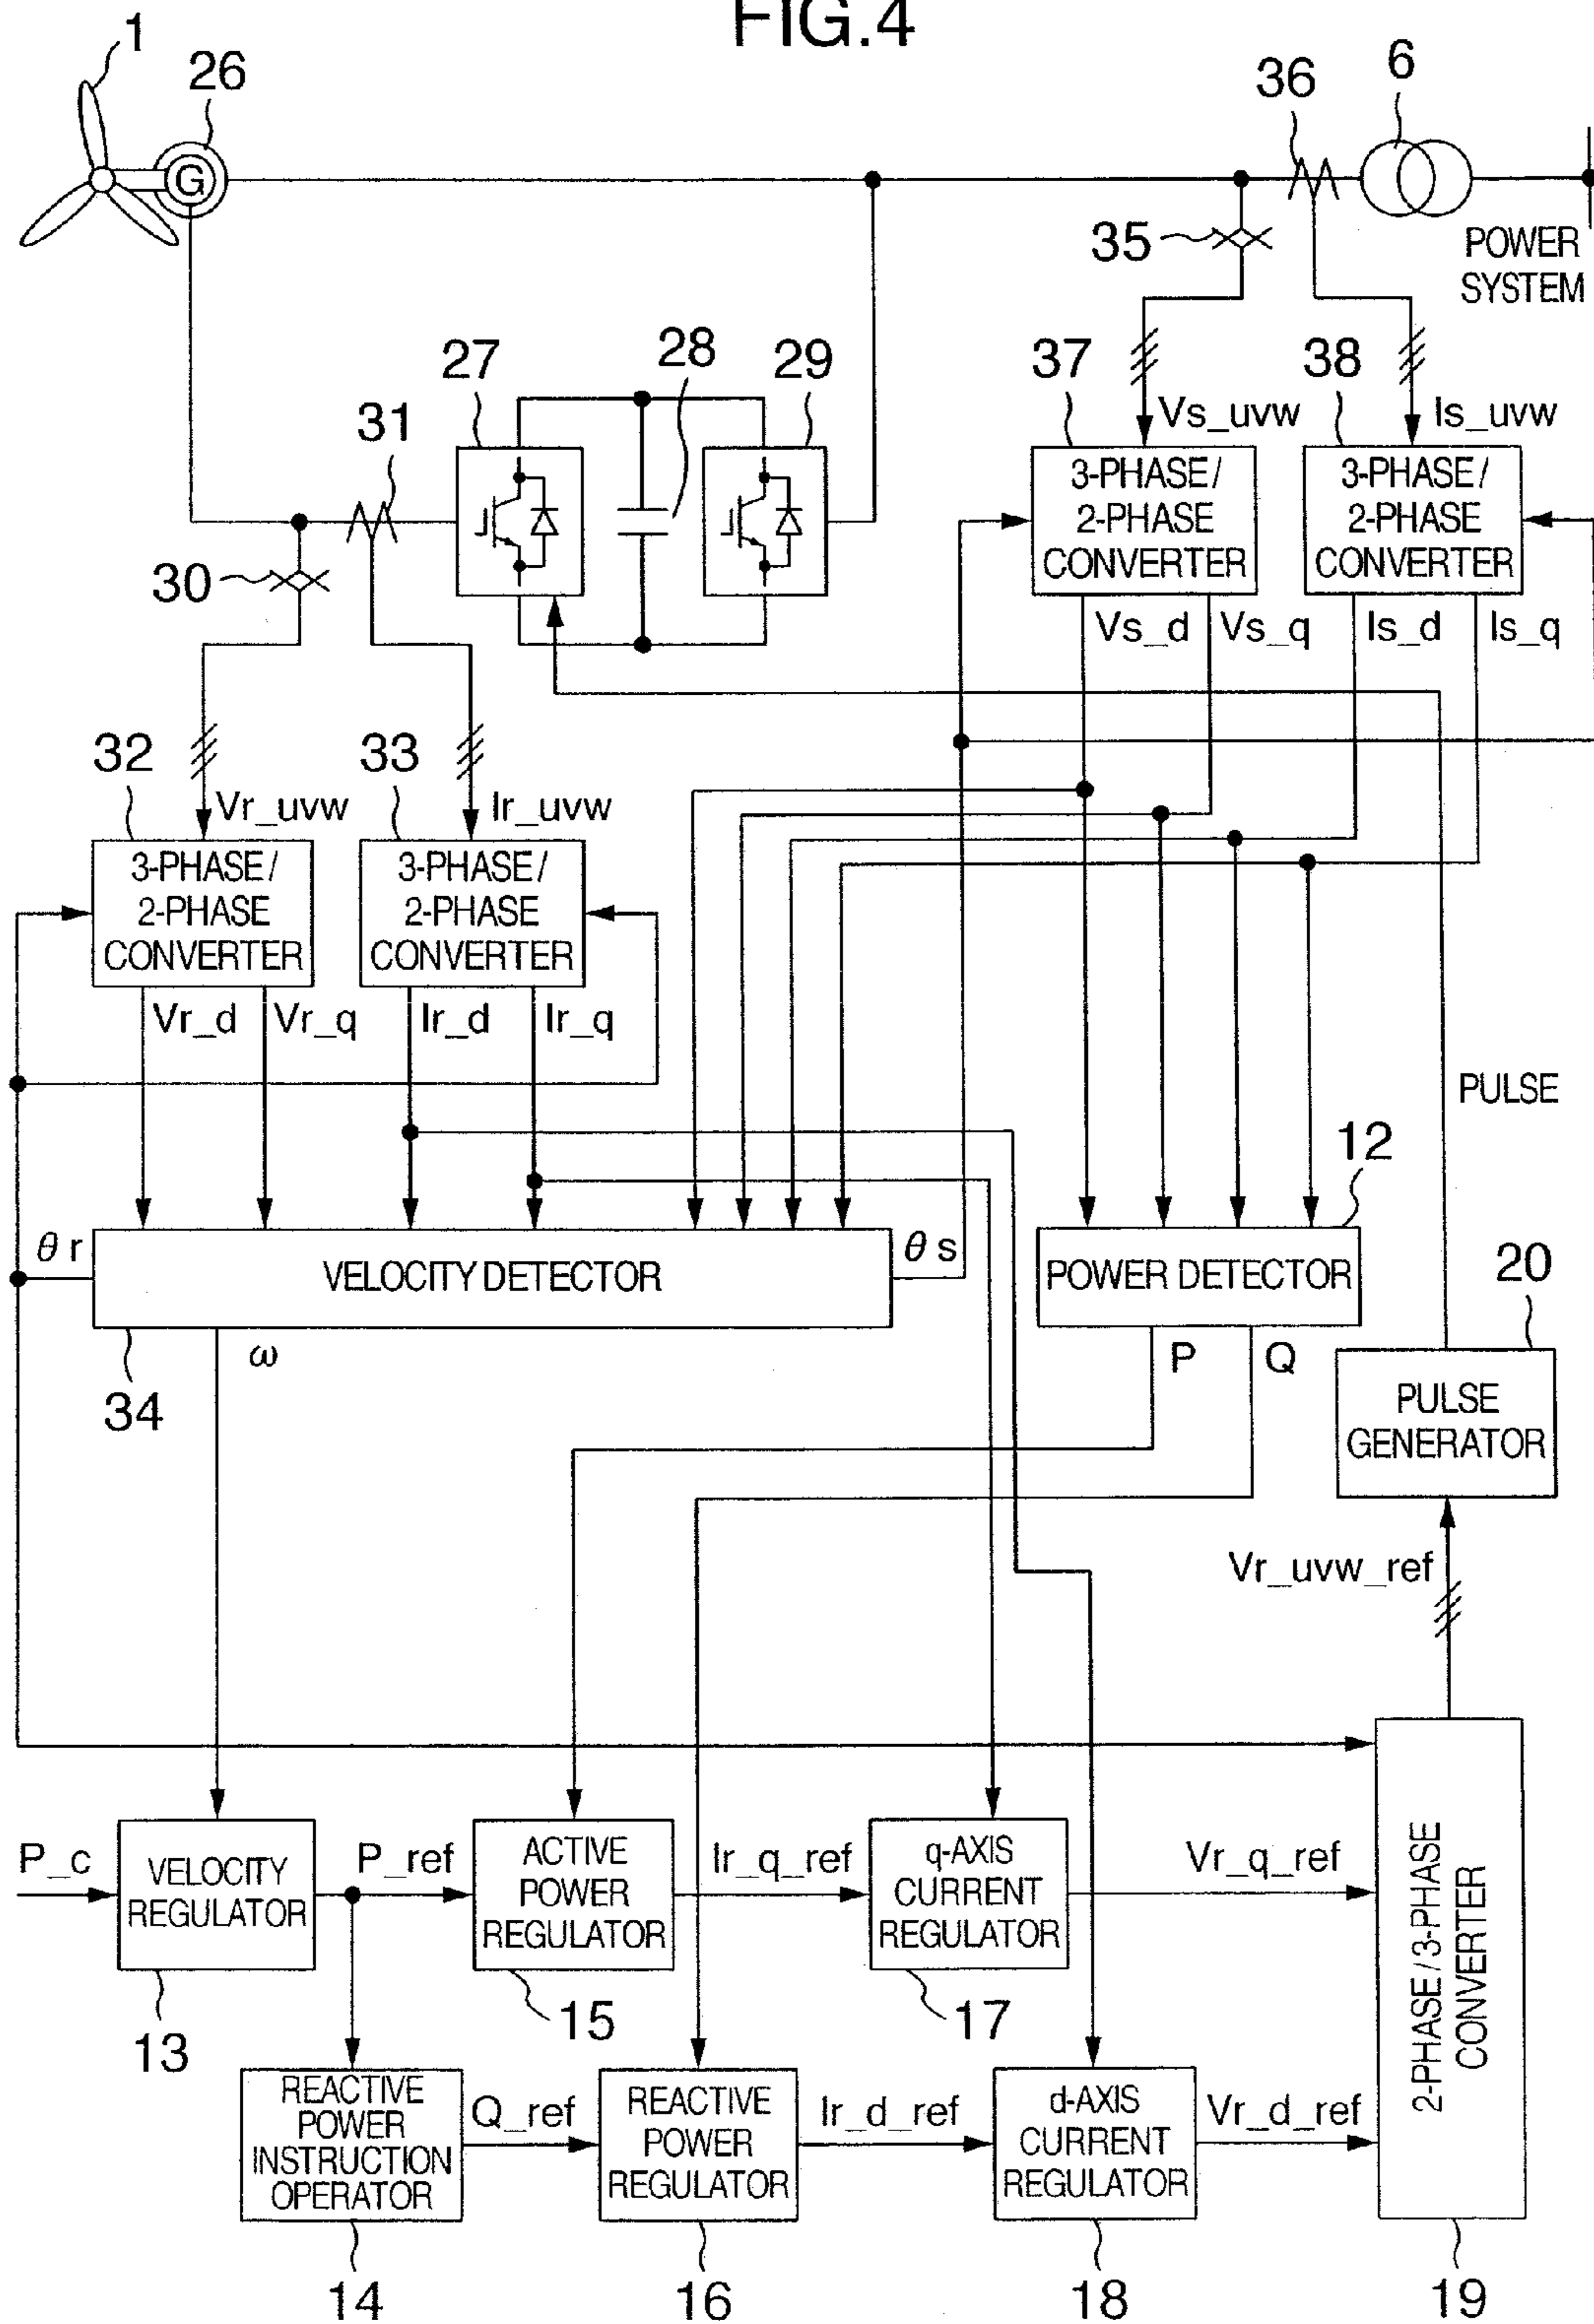 FIG.4
1
26
G
36
6
35
POWER
SYSTEM
27
28
29
37
38
31
Vs_uvw
Is_uvw
3-PHASE/
2-PHASE
CONVERTER
3-PHASE/
2-PHASE
CONVERTER
30
Vs_d
Vs_q
Is_d
Is_q
32
33
Vr_uvw
Ir_uvw
3-PHASE/
2-PHASE
CONVERTER
3-PHASE/
2-PHASE
CONVERTER
Vr_d
Vr_q
Ir_d
Ir_q
PULSE
12
θ r
VELOCITY DETECTOR
θ s
POWER DETECTOR
20
34
ω
P
Q
PULSE
GENERATOR
Vr_uvw_ref
P_c
VELOCITY
REGULATOR
P_ref
ACTIVE
POWER
REGULATOR
Ir_q_ref
q-AXIS
CURRENT
REGULATOR
Vr_q_ref
2-PHASE/3-PHASE
CONVERTER
13
15
17
REACTIVE
POWER
INSTRUCTION
OPERATOR
Q_ref
REACTIVE
POWER
REGULATOR
Ir_d_ref
d-AXIS
CURRENT
REGULATOR
Vr_d_ref
14
16
18
19